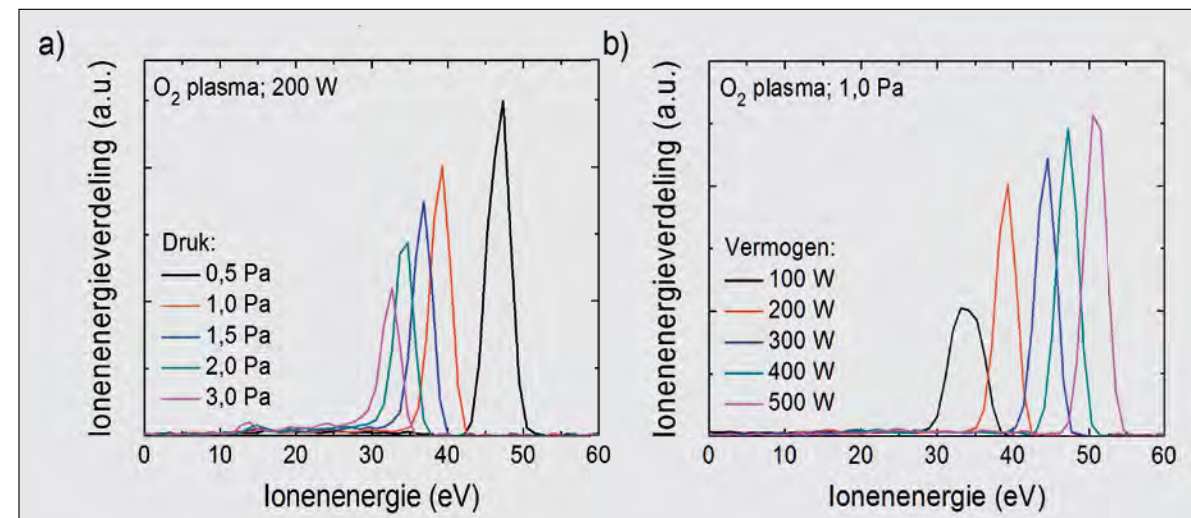 a)
O₂ plasma; 200 W
Ionenenergieverdeling (a.u.)
Druk:
0,5 Pa
1,0 Pa
1,5 Pa
2,0 Pa
3,0 Pa
0 10 20 30 40 50 60
Ionenenergie (eV)
b)
O₂ plasma; 1,0 Pa
Ionenenergieverdeling (a.u.)
Vermogen:
100 W
200 W
300 W
400 W
500 W
0 10 20 30 40 50 60
Ionenenergie (eV)